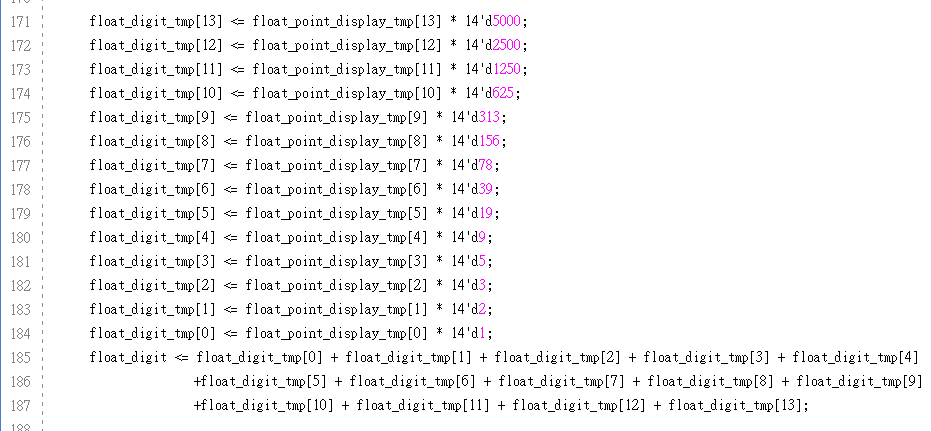 171 float_digit_tmp[13] <= float_point_display_tmp[13] * 14'd5000;
172 float_digit_tmp[12] <= float_point_display_tmp[12] * 14'd2500;
173 float_digit_tmp[11] <= float_point_display_tmp[11] * 14'd1250;
174 float_digit_tmp[10] <= float_point_display_tmp[10] * 14'd625;
175 float_digit_tmp[9] <= float_point_display_tmp[9] * 14'd313;
176 float_digit_tmp[8] <= float_point_display_tmp[8] * 14'd156;
177 float_digit_tmp[7] <= float_point_display_tmp[7] * 14'd78;
178 float_digit_tmp[6] <= float_point_display_tmp[6] * 14'd39;
179 float_digit_tmp[5] <= float_point_display_tmp[5] * 14'd19;
180 float_digit_tmp[4] <= float_point_display_tmp[4] * 14'd9;
181 float_digit_tmp[3] <= float_point_display_tmp[3] * 14'd5;
182 float_digit_tmp[2] <= float_point_display_tmp[2] * 14'd3;
183 float_digit_tmp[1] <= float_point_display_tmp[1] * 14'd2;
184 float_digit_tmp[0] <= float_point_display_tmp[0] * 14'd1;
185 float_digit <= float_digit_tmp[0] + float_digit_tmp[1] + float_digit_tmp[2] + float_digit_tmp[3] + float_digit_tmp[4]
186 +float_digit_tmp[5] + float_digit_tmp[6] + float_digit_tmp[7] + float_digit_tmp[8] + float_digit_tmp[9]
187 +float_digit_tmp[10] + float_digit_tmp[11] + float_digit_tmp[12] + float_digit_tmp[13];
188